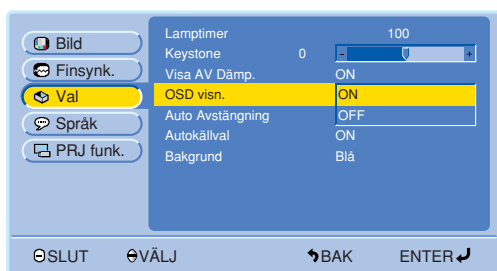 Bild
Finsynk.
Val
Språk
PRJ funk.
Lamptimer 100
Keystone 0 - +
Visa AV Dämp. ON
OSD visn. ON
Auto Avstängning OFF
Autokällval ON
Bakgrund Blå
SLUT VÄLJ BAK ENTER